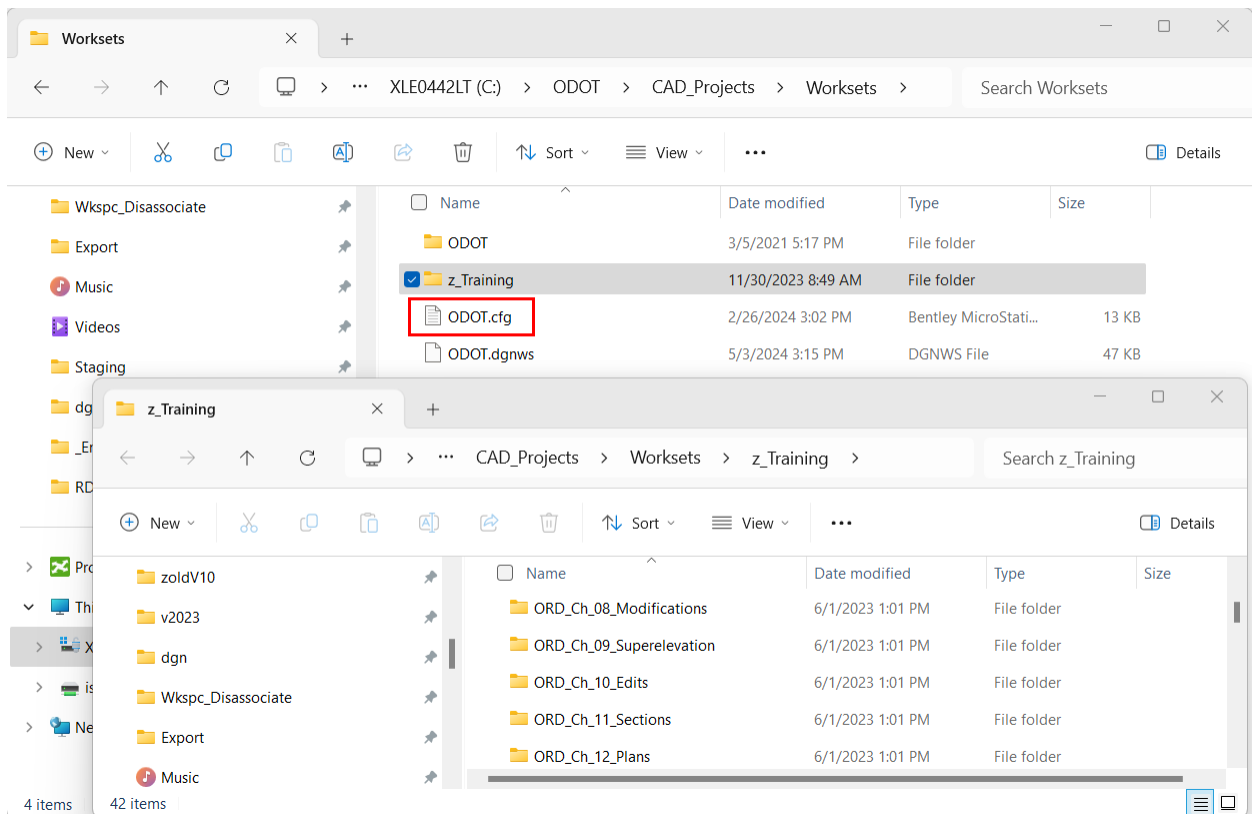 Worksets
XLE0442LT (C:) ODOT CAD_Projects Worksets Search Worksets
New Sort View Details
Name Date modified Type Size
Wkspc_Disassociate
Export
Music
Videos
Staging
dg
_Er
RD
Pro
Thi
X
is
Ne
4 items
ODOT 3/5/2021 5:17 PM File folder
z_Training 11/30/2023 8:49 AM File folder
ODOT.cfg 2/26/2024 3:02 PM Bentley MicroStati... 13 KB
ODOT.dgnws 5/3/2024 3:15 PM DGNWS File 47 KB
z_Training
... CAD_Projects Worksets z_Training Search z_Training
New Sort View ... Details
zoldV10
v2023
dgn
Wkspc_Disassociate
Export
Music
42 items
Name Date modified Type Size
ORD_Ch_08_Modifications 6/1/2023 1:01 PM File folder
ORD_Ch_09_Superelevation 6/1/2023 1:01 PM File folder
ORD_Ch_10_Edits 6/1/2023 1:01 PM File folder
ORD_Ch_11_Sections 6/1/2023 1:01 PM File folder
ORD_Ch_12_Plans 6/1/2023 1:01 PM File folder